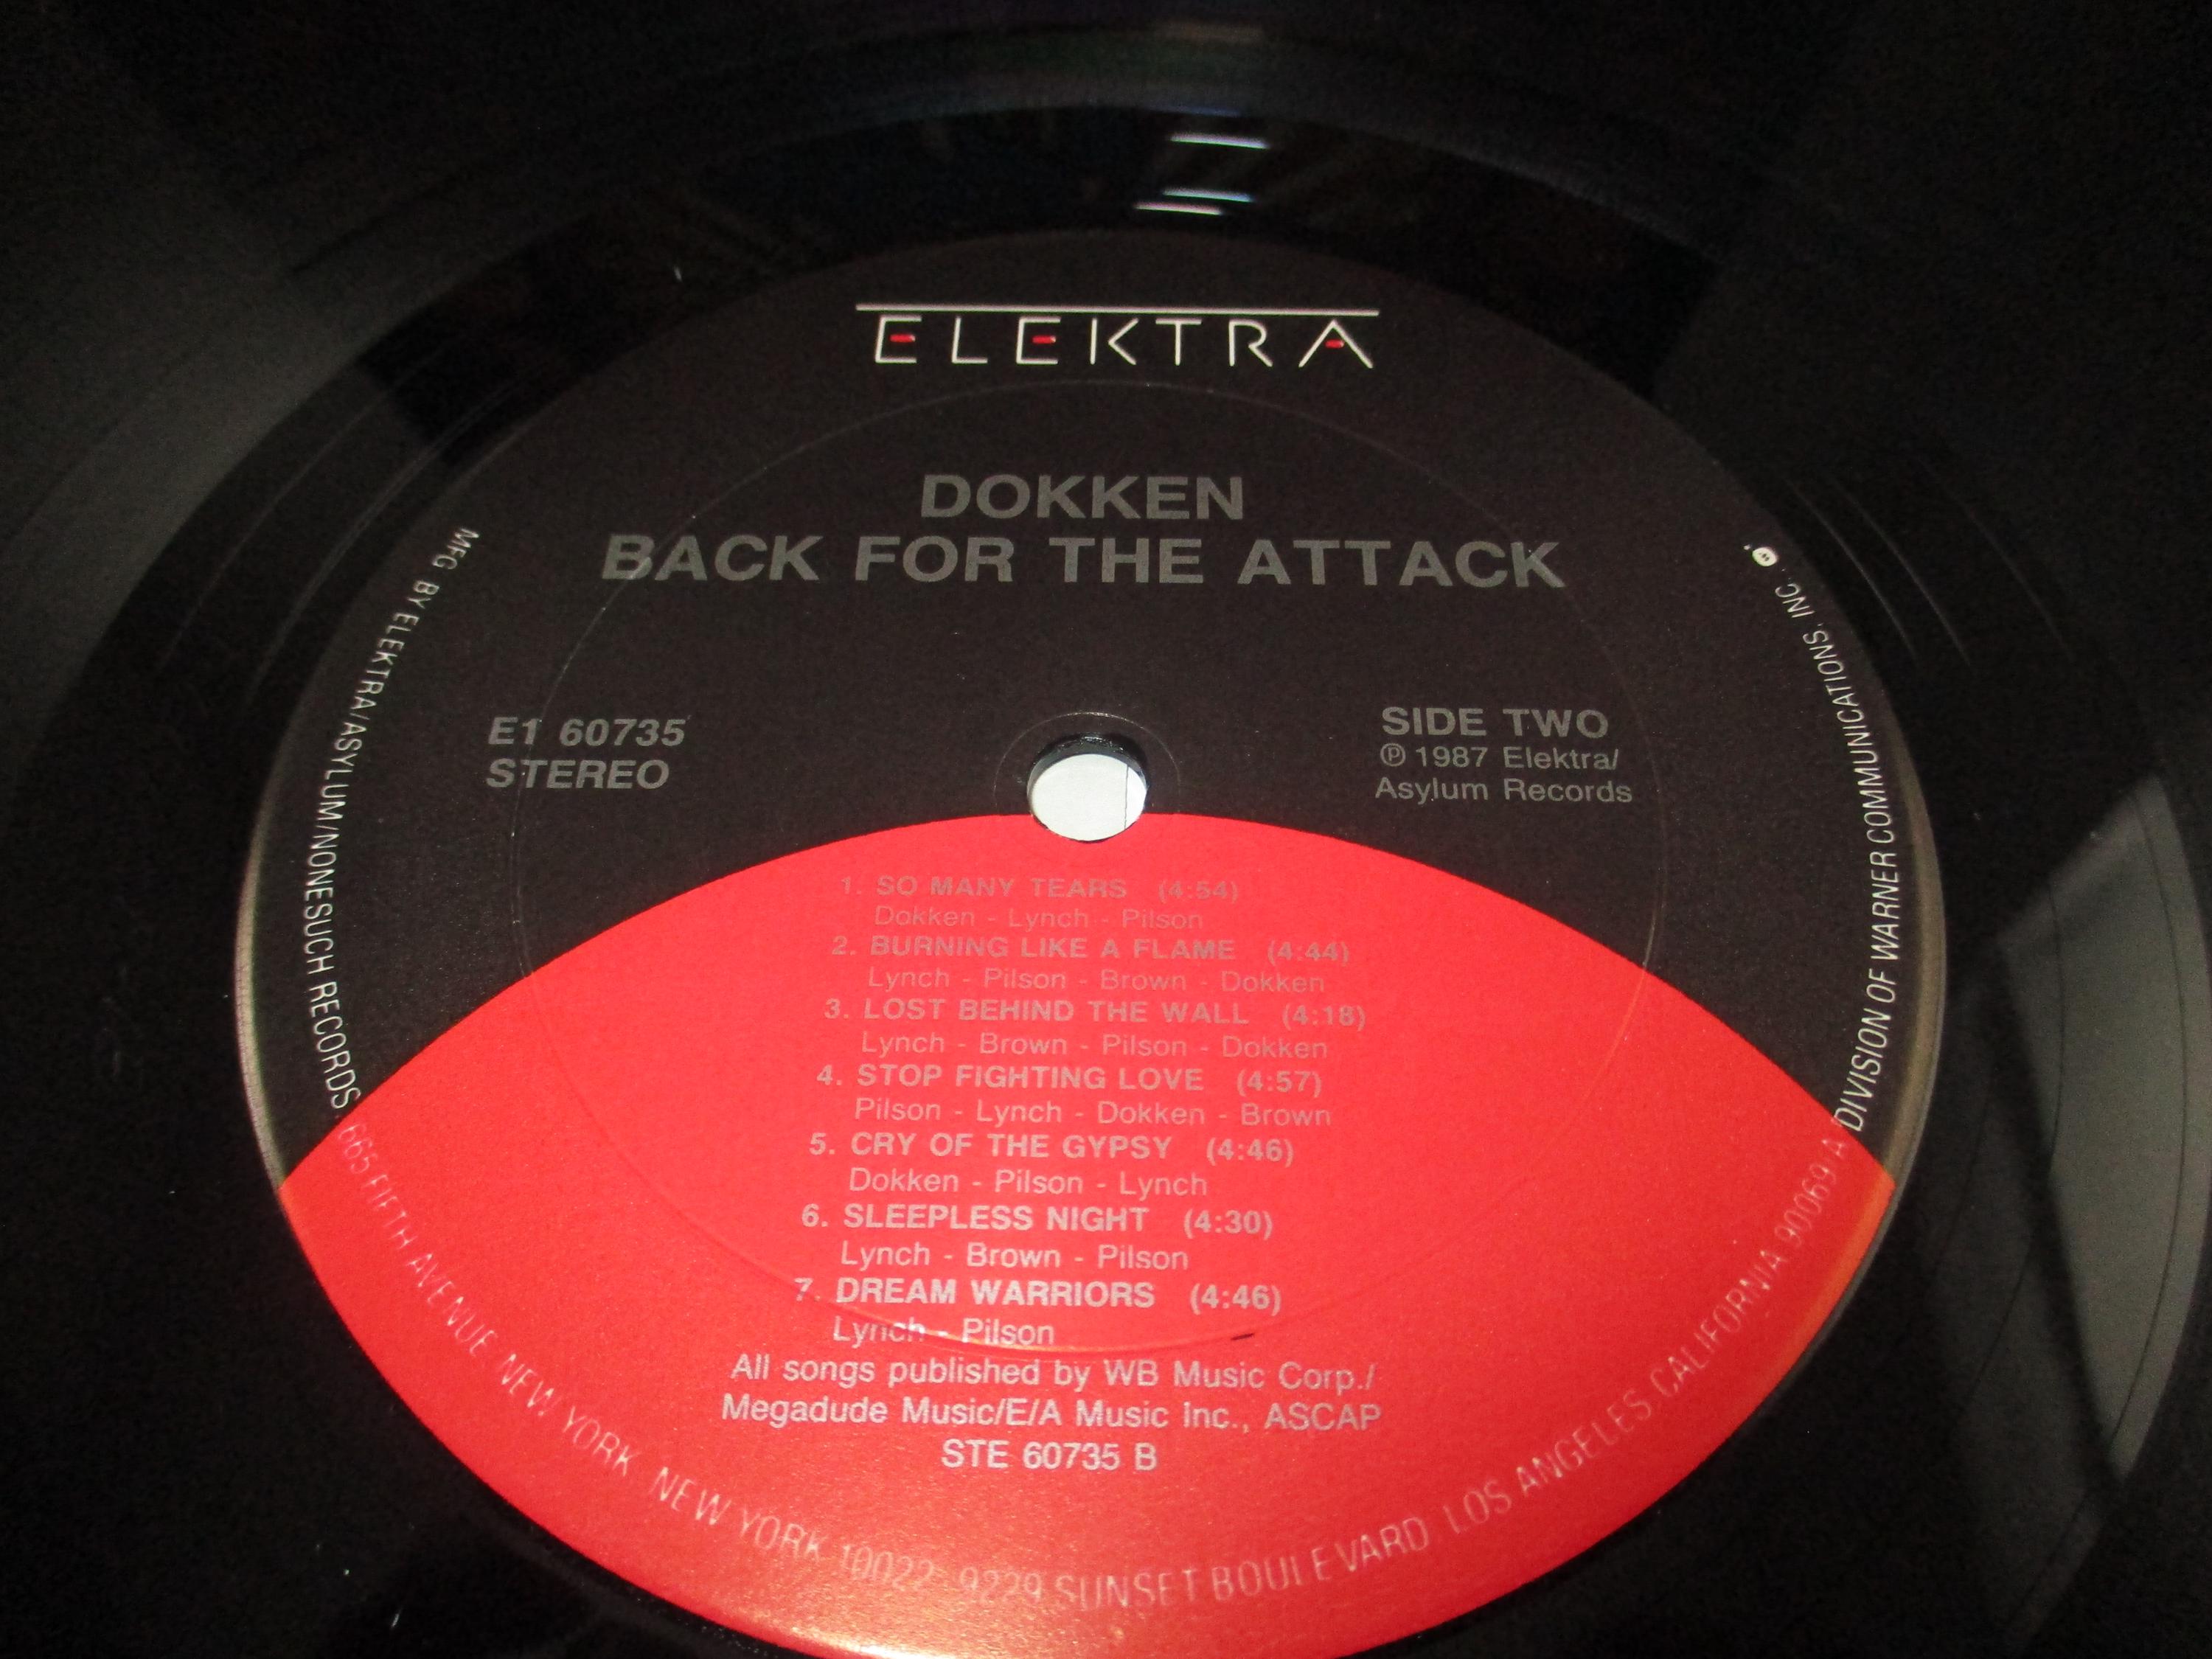 ELEKTRA
DOKKEN
BACK FOR THE ATTACK
E1 60735
STEREO
SIDE TWO
℗ 1987 Elektra/
Asylum Records
1. SO MANY TEARS (4:54)
Dokken - Lynch - Pilson
2. BURNING LIKE A FLAME (4:44)
Lynch - Pilson - Brown - Dokken
3. LOST BEHIND THE WALL (4:18)
Lynch - Brown - Pilson - Dokken
4. STOP FIGHTING LOVE (4:57)
Pilson - Lynch - Dokken - Brown
5. CRY OF THE GYPSY (4:46)
Dokken - Pilson - Lynch
6. SLEEPLESS NIGHT (4:30)
Lynch - Brown - Pilson
7. DREAM WARRIORS (4:46)
Lynch - Pilson
All songs published by WB Music Corp./
Megadude Music/E/A Music Inc., ASCAP
STE 60735 B
MFG BY ELEKTRA/ASYLUM/NONESUCH RECORDS, 665 FIFTH AVENUE NEW YORK NEW YORK 10022 9229 SUNSET BOULEVARD LOS ANGELES CALIFORNIA 90069 A DIVISION OF WARNER COMMUNICATIONS, INC.